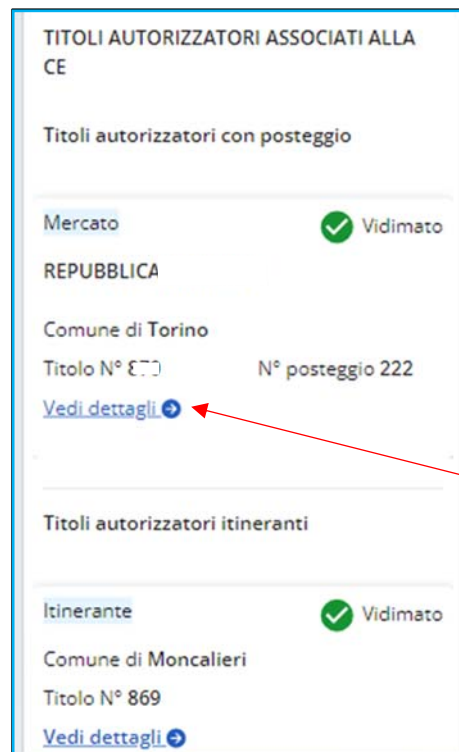 TITOLI AUTORIZZATORI ASSOCIATI ALLA
CE
Titoli autorizzatori con posteggio
Mercato Vidimato
REPUBBLICA
Comune di Torino
Titolo N° N° posteggio 222
Vedi dettagli
Titoli autorizzatori itineranti
Itinerante Vidimato
Comune di Moncalieri
Titolo N° 869
Vedi dettagli